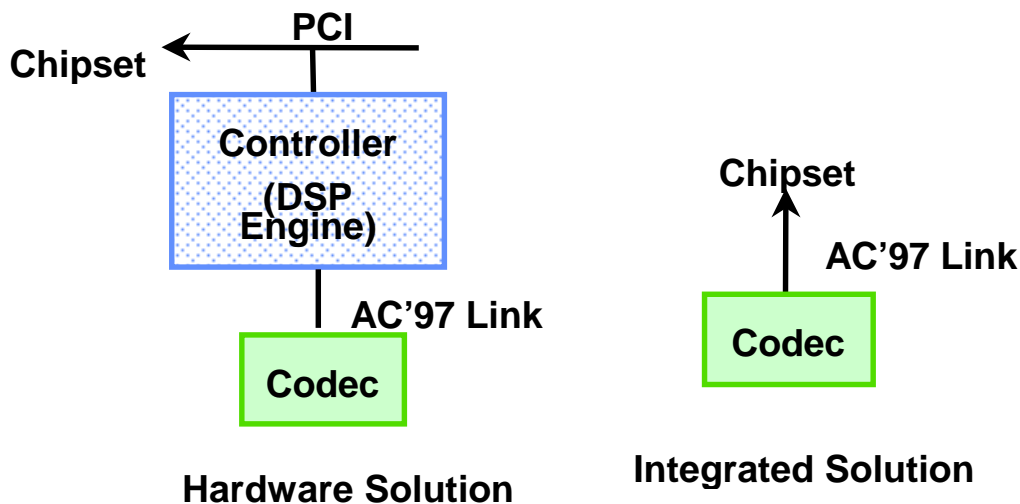 PCI
Chipset
Controller
(DSP
Engine)
AC’97 Link
Codec
Hardware Solution
Chipset
AC’97 Link
Codec
Integrated Solution